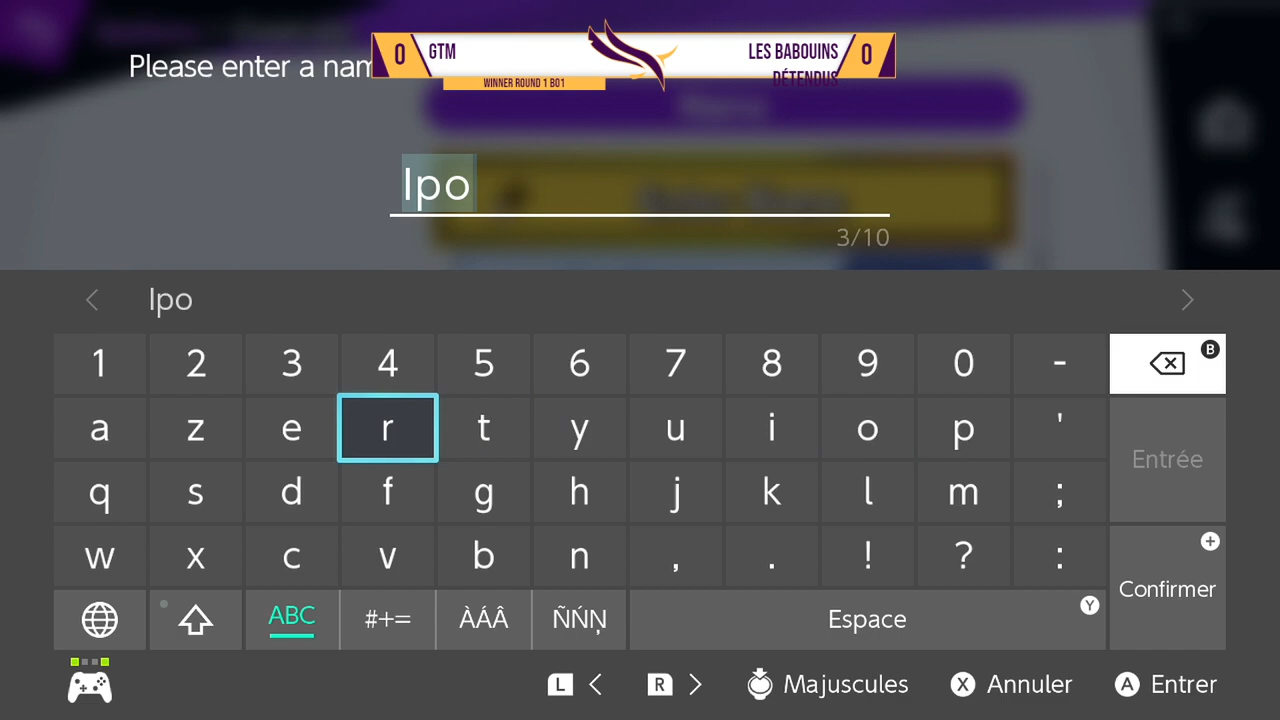 Please enter a nam
0 GTM LES BABOUINS 0
DÉTENDUS
WINNER ROUND 1 BO1
Ipo
3/10
Ipo
1 2 3 4 5 6 7 8 9 0 -
B
a z e r t y u i o p '
Entrée
q s d f g h j k l m ;
w x c v b n , . ! ? :
+
Confirmer
ABC #+= ÀÁÂ ÑŃŅ Espace Y
L < R > Majuscules X Annuler A Entrer